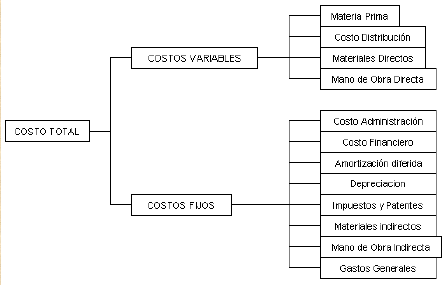 COSTO TOTAL
COSTOS VARIABLES
Materia Prima
Costo Distribución
Materiales Directos
Mano de Obra Directa
COSTOS FIJOS
Costo Administración
Costo Financiero
Amortización diferida
Depreciacion
Impuestos y Patentes
Materiales Indirectos
Mano de Obra Indirecta
Gastos Generales